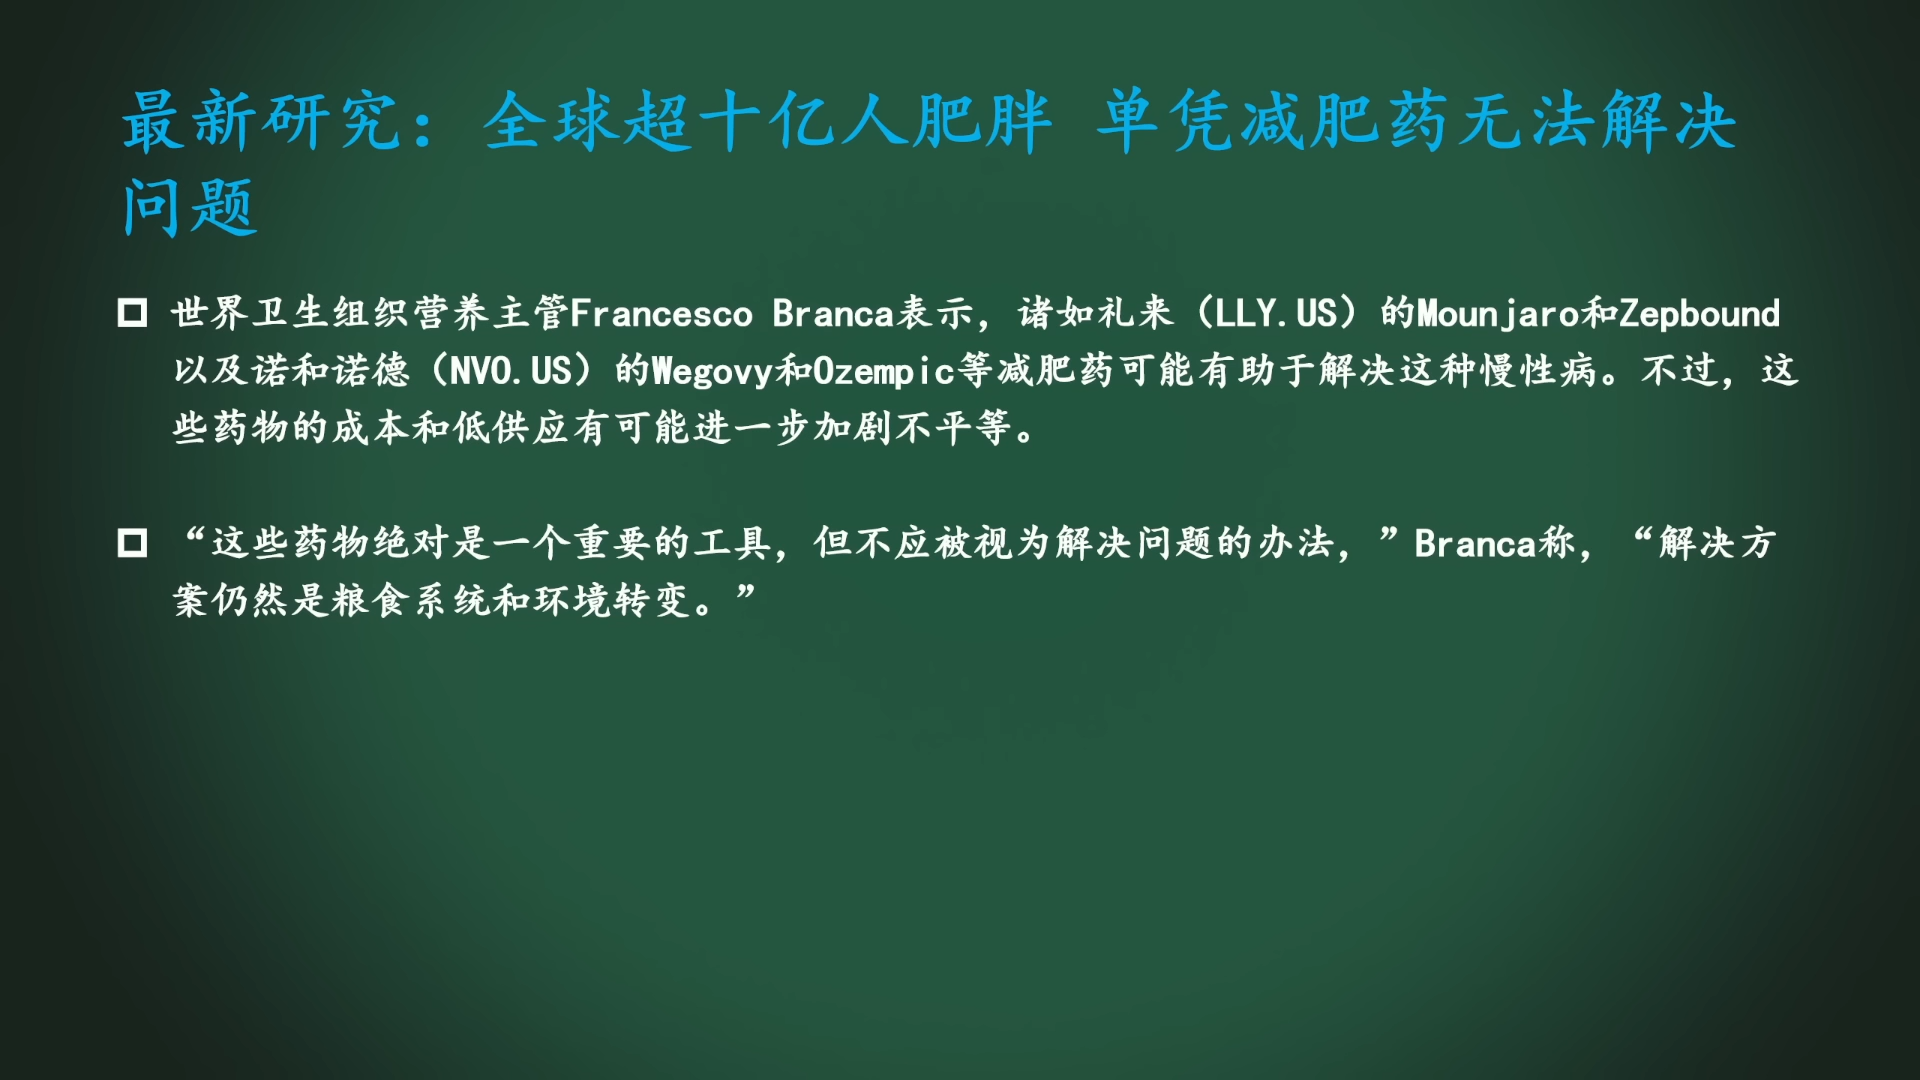 最新研究：全球超十亿人肥胖 单凭减肥药无法解决
问题
世界卫生组织营养主管Francesco Branca表示，诸如礼来（LLY.US）的Mounjaro和Zepbound
以及诺和诺德（NVO.US）的Wegovy和Ozempic等减肥药可能有助于解决这种慢性病。不过，这
些药物的成本和低供应有可能进一步加剧不平等。
“这些药物绝对是一个重要的工具，但不应被视为解决问题的办法，”Branca称，“解决方
案仍然是粮食系统和环境转变。”